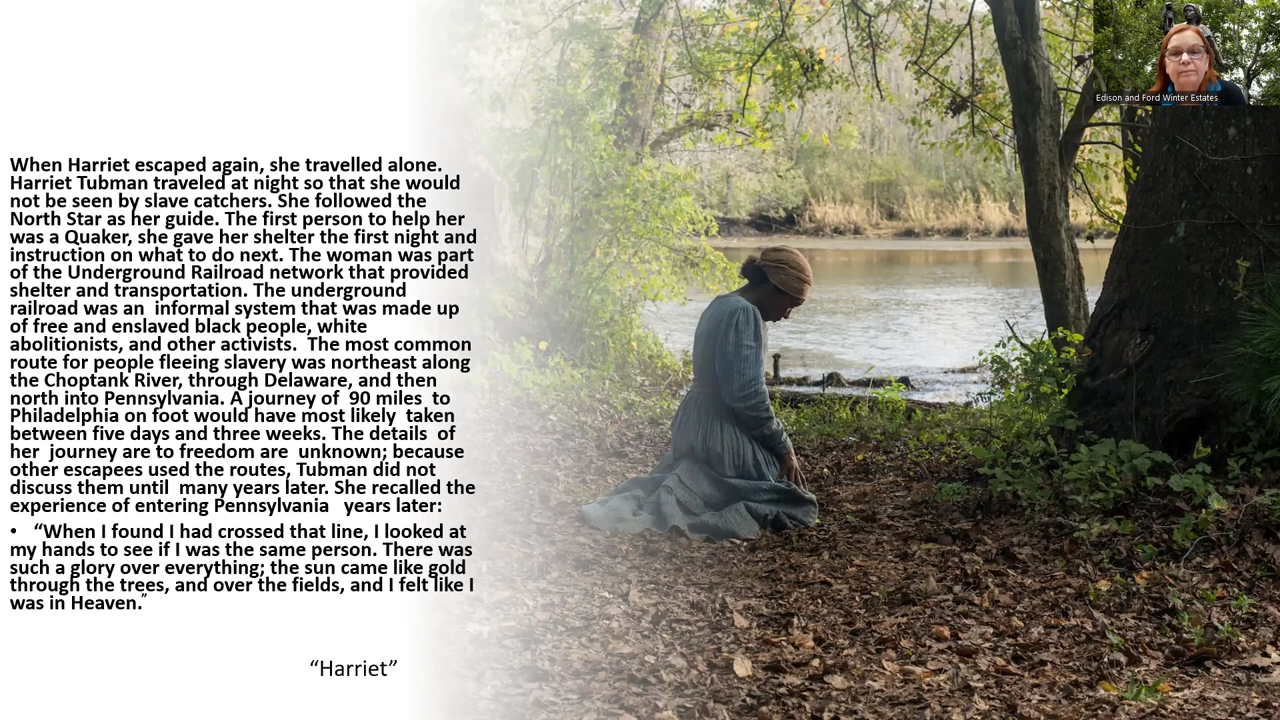 Edison and Ford Winter Estates
When Harriet escaped again, she travelled alone.
Harriet Tubman traveled at night so that she would
not be seen by slave catchers. She followed the
North Star as her guide. The first person to help her
was a Quaker, she gave her shelter the first night and
instruction on what to do next. The woman was part
of the Underground Railroad network that provided
shelter and transportation. The underground
railroad was an  informal system that was made up
of free and enslaved black people, white
abolitionists, and other activists.  The most common
route for people fleeing slavery was northeast along
the Choptank River, through Delaware, and then
north into Pennsylvania. A journey of  90 miles  to
Philadelphia on foot would have most likely  taken
between five days and three weeks. The details  of
her  journey are to freedom are  unknown; because
other escapees used the routes, Tubman did not
discuss them until  many years later. She recalled the
experience of entering Pennsylvania   years later:
• “When I found I had crossed that line, I looked at
my hands to see if I was the same person. There was
such a glory over everything; the sun came like gold
through the trees, and over the fields, and I felt like I
was in Heaven.”
“Harriet”